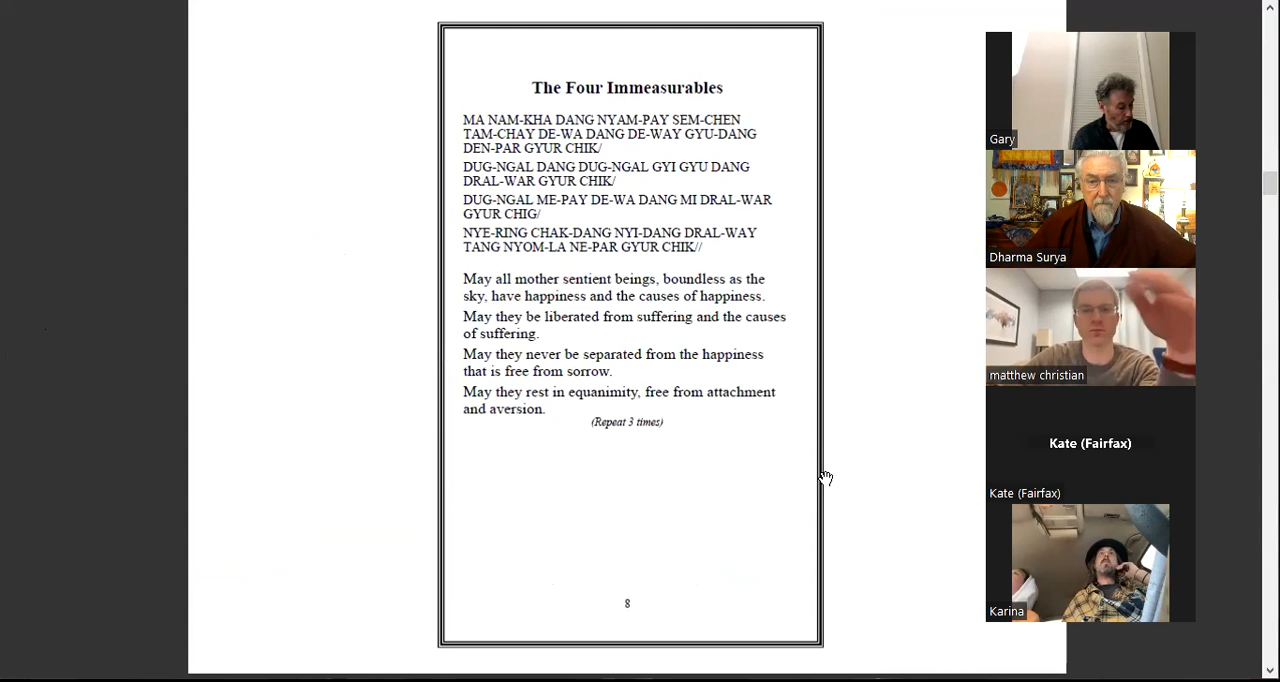 The Four Immeasurables
MA NAM-KHA DANG NYAM-PAY SEM-CHEN
TAM-CHAY DE-WA DANG DE-WAY GYU-DANG
DEN-PAR GYUR CHIK/
DUG-NGAL DANG DUG-NGAL GYI GYU DANG
DRAL-WAR GYUR CHIK/
DUG-NGAL ME-PAY DE-WA DANG MI DRAL-WAR
GYUR CHIG/
NYE-RING CHAK-DANG NYI-DANG DRAL-WAY
TANG NYOM-LA NE-PAR GYUR CHIK//
May all mother sentient beings, boundless as the
sky, have happiness and the causes of happiness.
May they be liberated from suffering and the causes
of suffering.
May they never be separated from the happiness
that is free from sorrow.
May they rest in equanimity, free from attachment
and aversion.
(Repeat 3 times)
8
Gary
Dharma Surya
matthew christian
Kate (Fairfax)
Kate (Fairfax)
Karina